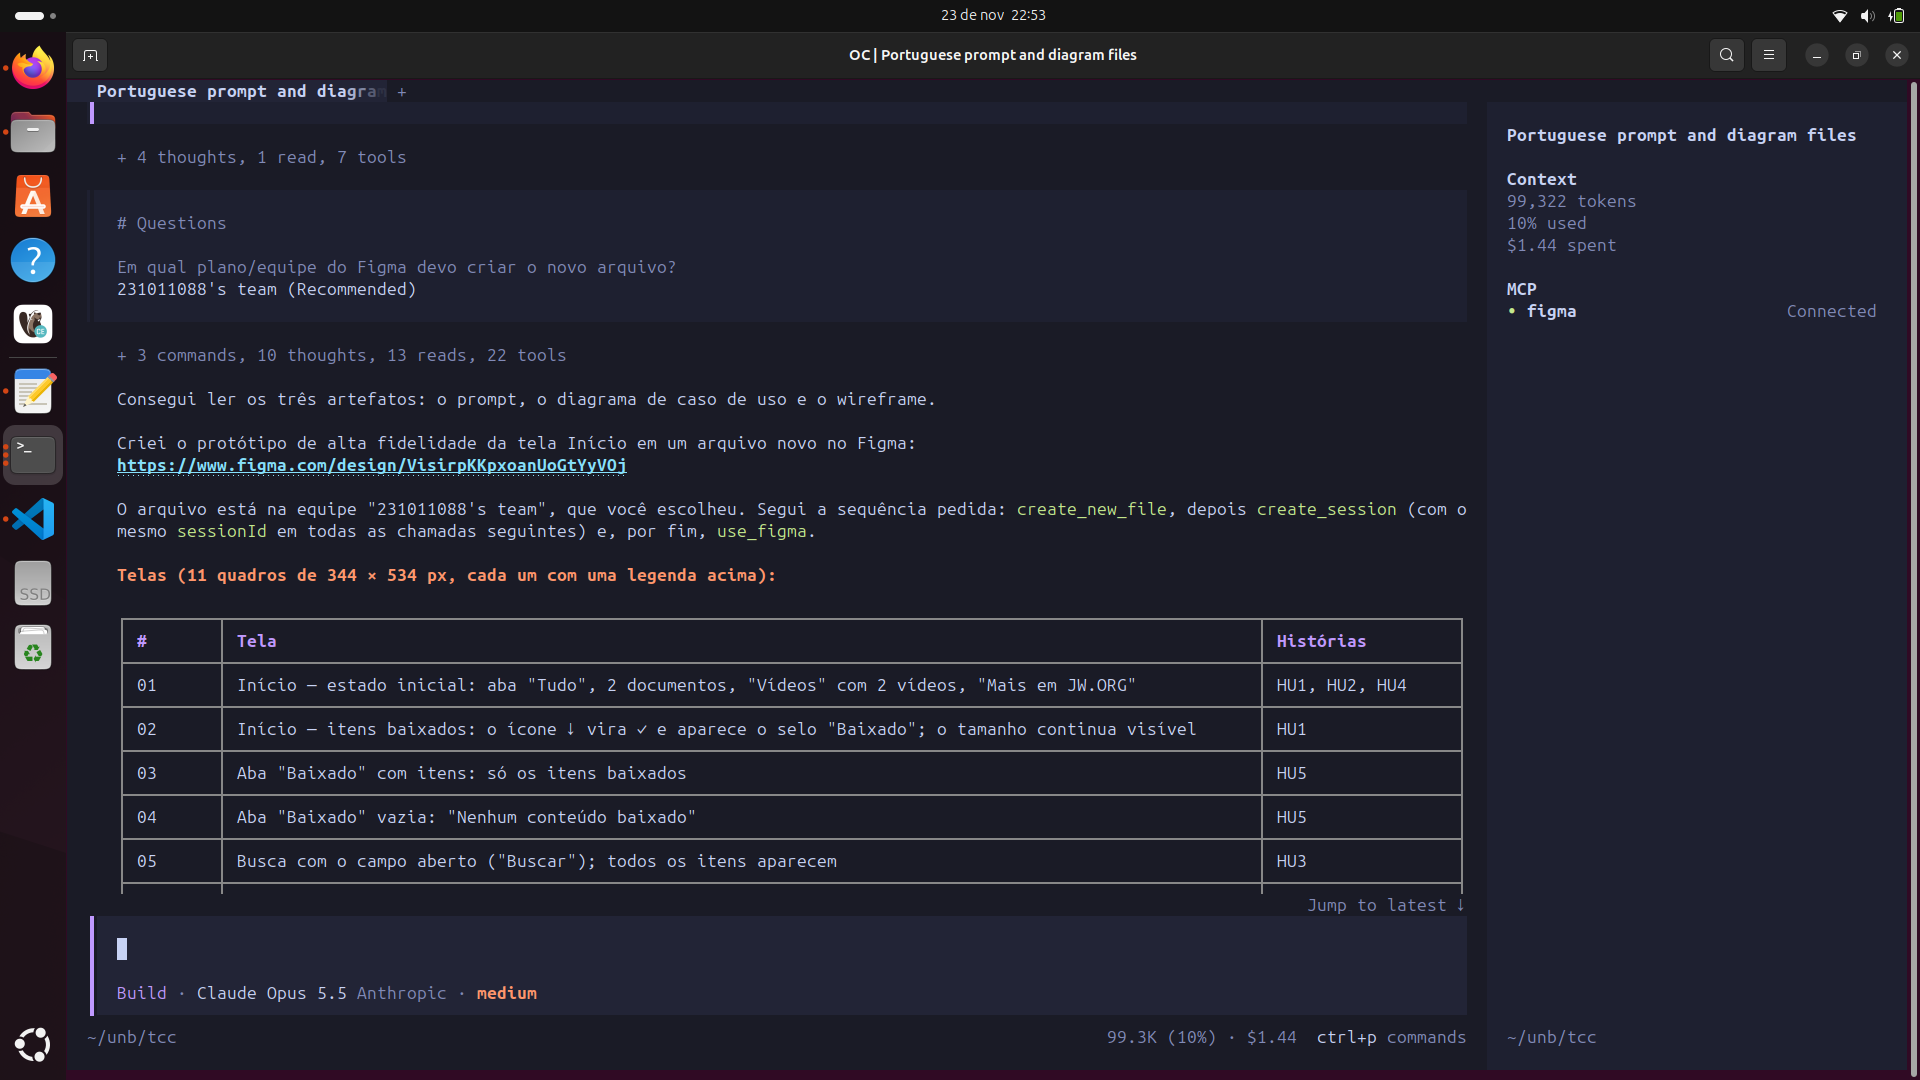 23 de nov 22:53
OC | Portuguese prompt and diagram files
Portuguese prompt and diagra +
+ 4 thoughts, 1 read, 7 tools
# Questions
Em qual plano/equipe do Figma devo criar o novo arquivo?
231011088's team (Recommended)
+ 3 commands, 10 thoughts, 13 reads, 22 tools
Consegui ler os três artefatos: o prompt, o diagrama de caso de uso e o wireframe.
Criei o protótipo de alta fidelidade da tela Início em um arquivo novo no Figma:
https://www.figma.com/design/VisirpKKpxoanUoGtYyVOj
O arquivo está na equipe "231011088's team", que você escolheu. Segui a sequência pedida: create_new_file, depois create_session (com o
mesmo sessionId em todas as chamadas seguintes) e, por fim, use_figma.
Telas (11 quadros de 344 × 534 px, cada um com uma legenda acima):
# Tela Histórias
01 Início — estado inicial: aba "Tudo", 2 documentos, "Vídeos" com 2 vídeos, "Mais em JW.ORG" HU1, HU2, HU4
02 Início — itens baixados: o ícone ↓ vira ✓ e aparece o selo "Baixado"; o tamanho continua visível HU1
03 Aba "Baixado" com itens: só os itens baixados HU5
04 Aba "Baixado" vazia: "Nenhum conteúdo baixado" HU5
05 Busca com o campo aberto ("Buscar"); todos os itens aparecem HU3
Jump to latest ↓
Build · Claude Opus 5.5 Anthropic · medium
~/unb/tcc 99.3K (10%) · $1.44 ctrl+p commands
Portuguese prompt and diagram files
Context
99,322 tokens
10% used
$1.44 spent
MCP
• figma Connected
~/unb/tcc
SSD